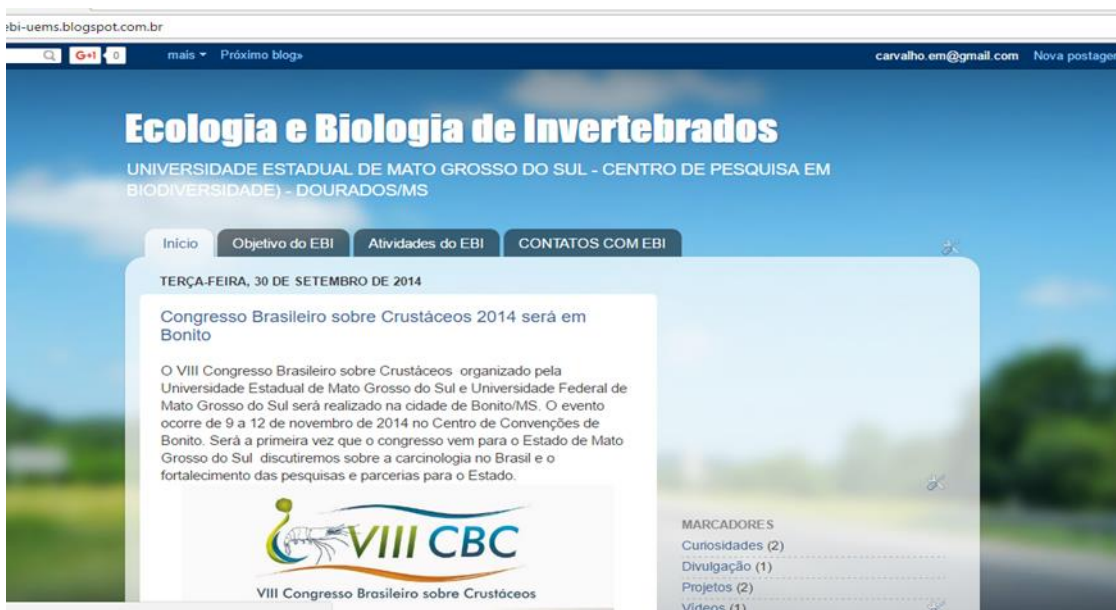 ebi-uems.blogspot.com.br
G+1 0 mais Próximo blog» carvalho.em@gmail.com Nova postagem
Ecologia e Biologia de Invertebrados
UNIVERSIDADE ESTADUAL DE MATO GROSSO DO SUL - CENTRO DE PESQUISA EM
BIODIVERSIDADE) - DOURADOS/MS
Início Objetivo do EBI Atividades do EBI CONTATOS COM EBI
TERÇA-FEIRA, 30 DE SETEMBRO DE 2014
Congresso Brasileiro sobre Crustáceos 2014 será em
Bonito
O VIII Congresso Brasileiro sobre Crustáceos organizado pela
Universidade Estadual de Mato Grosso do Sul e Universidade Federal de
Mato Grosso do Sul será realizado na cidade de Bonito/MS. O evento
ocorre de 9 a 12 de novembro de 2014 no Centro de Convenções de
Bonito. Será a primeira vez que o congresso vem para o Estado de Mato
Grosso do Sul discutiremos sobre a carcinologia no Brasil e o
fortalecimento das pesquisas e parcerias para o Estado.
VIII CBC
VIII Congresso Brasileiro sobre Crustáceos
MARCADORES
Curiosidades (2)
Divulgação (1)
Projetos (2)
Vídeos (1)